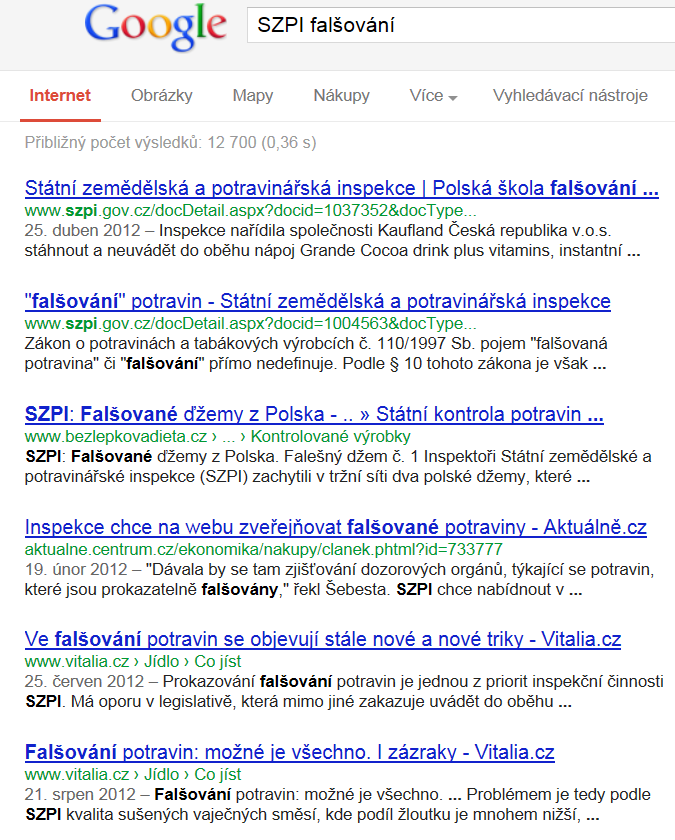 Google
SZPI falšování
Internet Obrázky Mapy Nákupy Více Vyhledávací nástroje
Přibližný počet výsledků: 12 700 (0,36 s)
Státní zemědělská a potravinářská inspekce | Polská škola falšování ...
www.szpi.gov.cz/docDetail.aspx?docid=1037352&docType...
25. duben 2012 – Inspekce nařídila společnosti Kaufland Česká republika v.o.s.
stáhnout a neuvádět do oběhu nápoj Grande Cocoa drink plus vitamins, instantní ...
"falšování" potravin - Státní zemědělská a potravinářská inspekce
www.szpi.gov.cz/docDetail.aspx?docid=1004563&docType...
Zákon o potravinách a tabákových výrobcích č. 110/1997 Sb. pojem "falšovaná
potravina" či "falšování" přímo nedefinuje. Podle § 10 tohoto zákona je však ...
SZPI: Falšované ďžemy z Polska - .. » Státní kontrola potravin ...
www.bezlepkovadieta.cz › ... › Kontrolované výrobky
SZPI: Falšované ďžemy z Polska. Falešný džem č. 1 Inspektoři Státní zemědělské a
potravinářské inspekce (SZPI) zachytili v tržní síti dva polské džemy, které ...
Inspekce chce na webu zveřejňovat falšované potraviny - Aktuálně.cz
aktualne.centrum.cz/ekonomika/nakupy/clanek.phtml?id=733777
19. únor 2012 – "Dávala by se tam zjišťování dozorových orgánů, týkající se potravin,
které jsou prokazatelně falšovány," řekl Šebesta. SZPI chce nabídnout v ...
Ve falšování potravin se objevují stále nové a nové triky - Vitalia.cz
www.vitalia.cz › Jídlo › Co jíst
25. červen 2012 – Prokazování falšování potravin je jednou z priorit inspekční činnosti
SZPI. Má oporu v legislativě, která mimo jiné zakazuje uvádět do oběhu ...
Falšování potravin: možné je všechno. I zázraky - Vitalia.cz
www.vitalia.cz › Jídlo › Co jíst
21. srpen 2012 – Falšování potravin: možné je všechno. ... Problémem je tedy podle
SZPI kvalita sušených vaječných směsí, kde podíl žloutku je mnohem nižší, ...